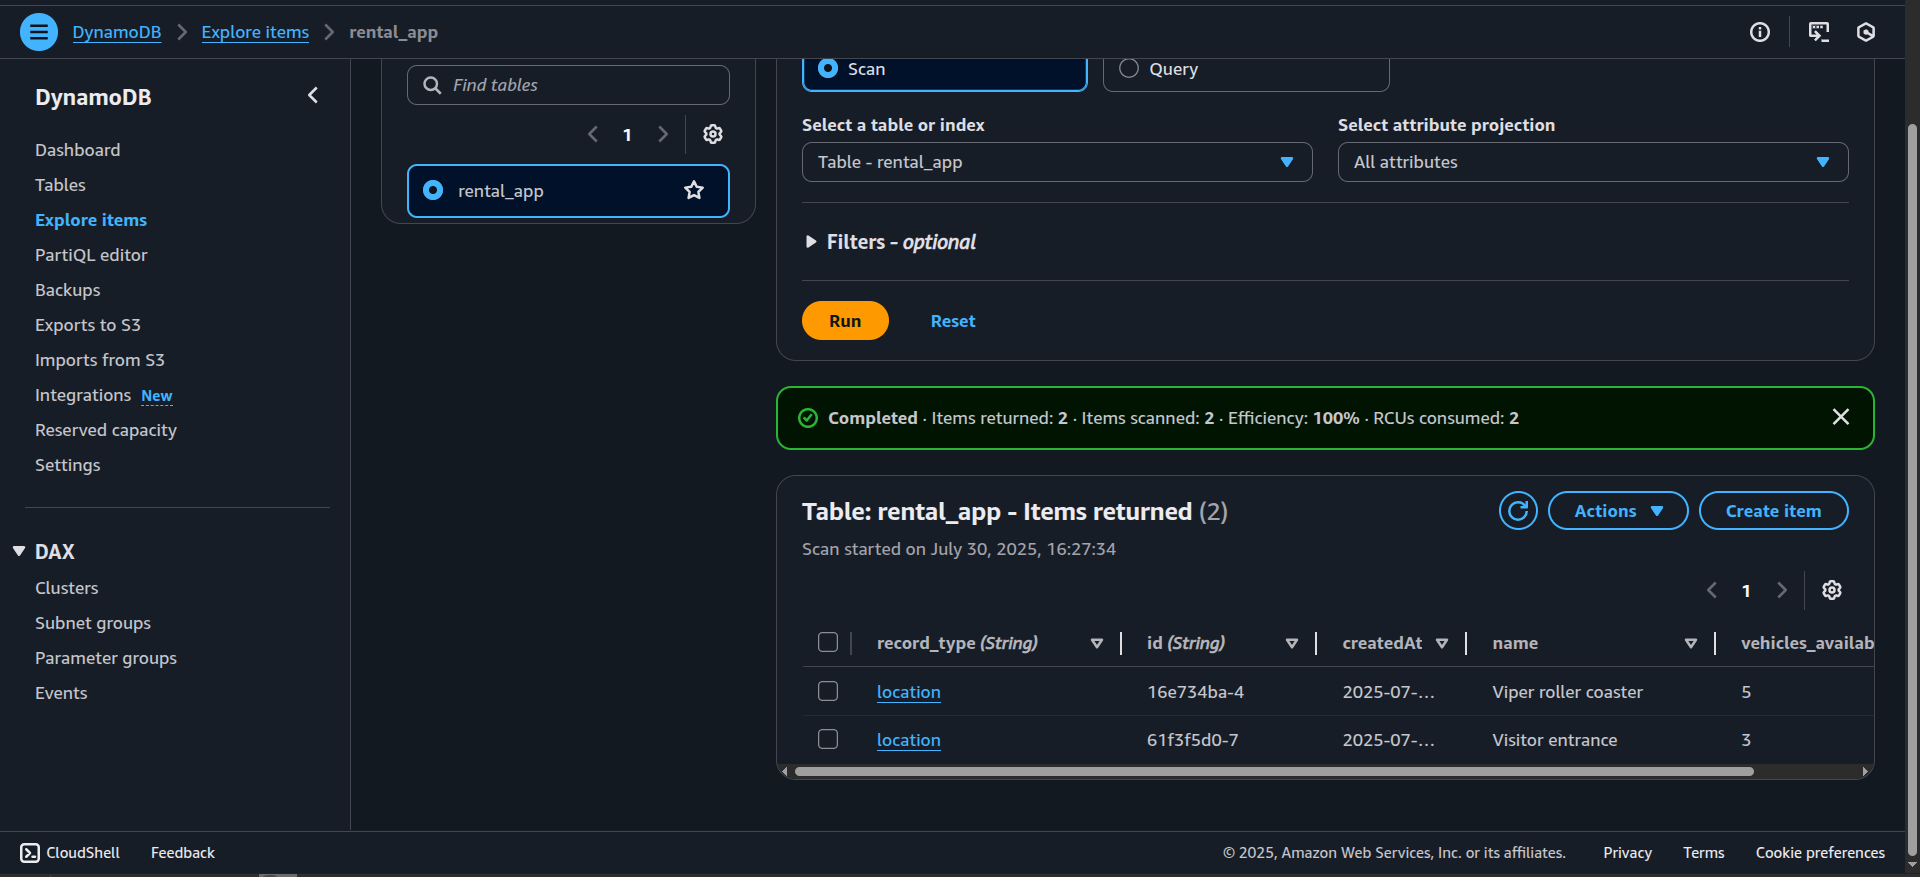 DynamoDB
Explore items
rental_app
DynamoDB
Dashboard
Tables
Explore items
PartiQL editor
Backups
Exports to S3
Imports from S3
Integrations New
Reserved capacity
Settings
DAX
Clusters
Subnet groups
Parameter groups
Events
Find tables
1
rental_app
Scan
Query
Select a table or index
Table - rental_app
Select attribute projection
All attributes
Filters - optional
Run
Reset
Completed · Items returned: 2 · Items scanned: 2 · Efficiency: 100% · RCUs consumed: 2
Table: rental_app - Items returned (2)
Scan started on July 30, 2025, 16:27:34
Actions
Create item
1
record_type (String) id (String) createdAt name vehicles_availab
location 16e734ba-4 2025-07-... Viper roller coaster 5
location 61f3f5d0-7 2025-07-... Visitor entrance 3
CloudShell
Feedback
© 2025, Amazon Web Services, Inc. or its affiliates.
Privacy
Terms
Cookie preferences